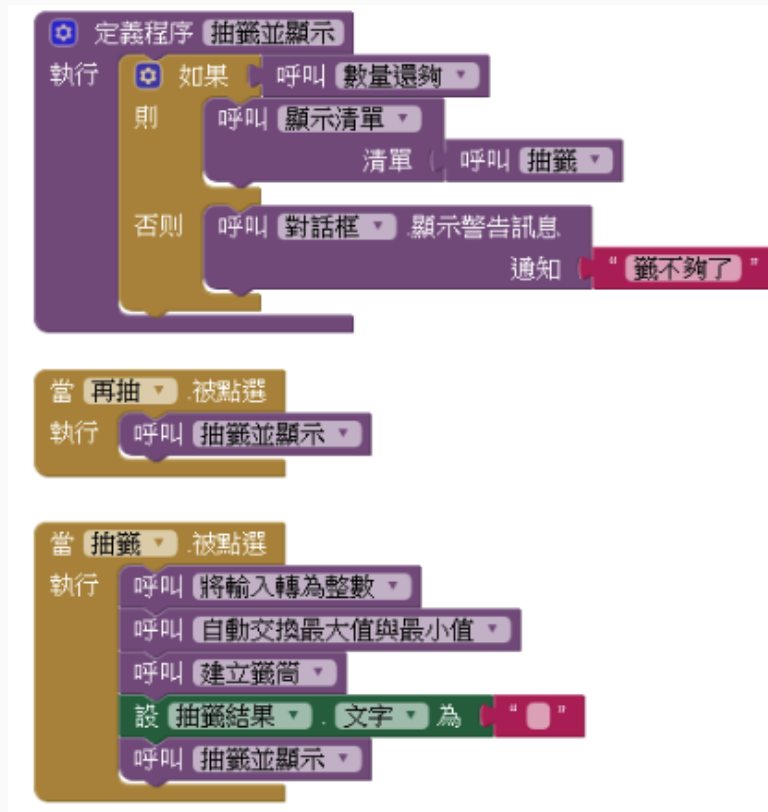 定義程序 抽籤並顯示
執行 如果 呼叫 數量還夠
則 呼叫 顯示清單
清單 呼叫 抽籤
否則 呼叫 對話框 .顯示警告訊息
通知 “ 籤不夠了 ”
當 再抽 .被點選
執行 呼叫 抽籤並顯示
當 抽籤 .被點選
執行 呼叫 將輸入轉為整數
呼叫 自動交換最大值與最小值
呼叫 建立籤筒
設 抽籤結果 . 文字 為 “ ”
呼叫 抽籤並顯示